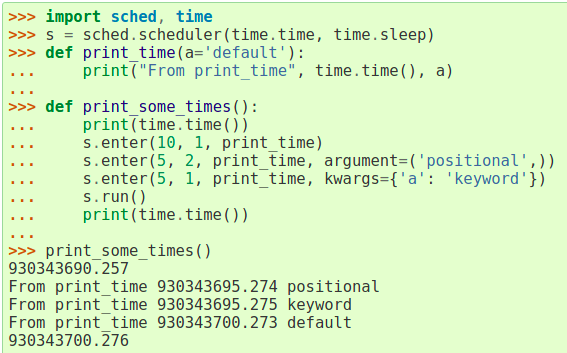 >>> import sched, time
>>> s = sched.scheduler(time.time, time.sleep)
>>> def print_time(a='default'):
...     print("From print_time", time.time(), a)
...
>>> def print_some_times():
...     print(time.time())
...     s.enter(10, 1, print_time)
...     s.enter(5, 2, print_time, argument=('positional',))
...     s.enter(5, 1, print_time, kwargs={'a': 'keyword'})
...     s.run()
...     print(time.time())
...
>>> print_some_times()
930343690.257
From print_time 930343695.274 positional
From print_time 930343695.275 keyword
From print_time 930343700.273 default
930343700.276